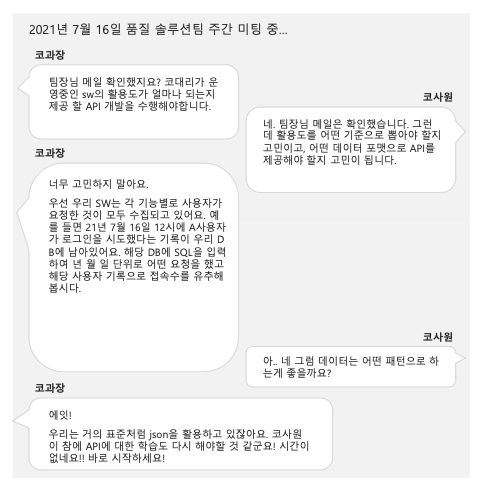 2021년 7월 16일 품질 솔루션팀 주간 미팅 중...
코과장
팀장님 메일 확인했지요? 코대리가 운
영중인 sw의 활용도가 얼마나 되는지
제공 할 API 개발을 수행해야합니다.
코사원
네. 팀장님 메일은 확인했습니다. 그런
데 활용도를 어떤 기준으로 뽑아야 할지
고민이고, 어떤 데이터 포맷으로 API를
제공해야 할지 고민이 됩니다.
코과장
너무 고민하지 말아요.
우선 우리 SW는 각 기능별로 사용자가
요청한 것이 모두 수집되고 있어요. 예
를 들면 21년 7월 16일 12시에 A사용자
가 로그인을 시도했다는 기록이 우리 D
B에 남아있어요. 해당 DB에 SQL을 입력
하여 년 월 일 단위로 어떤 요청을 했고
해당 사용자 기록으로 접속수를 유추해
봅시다.
코사원
아.. 네 그럼 데이터는 어떤 패턴으로 하
는게 좋을까요?
코과장
에잇!
우리는 거의 표준처럼 json을 활용하고 있잖아요. 코사원
이 참에 API에 대한 학습도 다시 해야할 것 같군요! 시간이
없네요!! 바로 시작하세요!